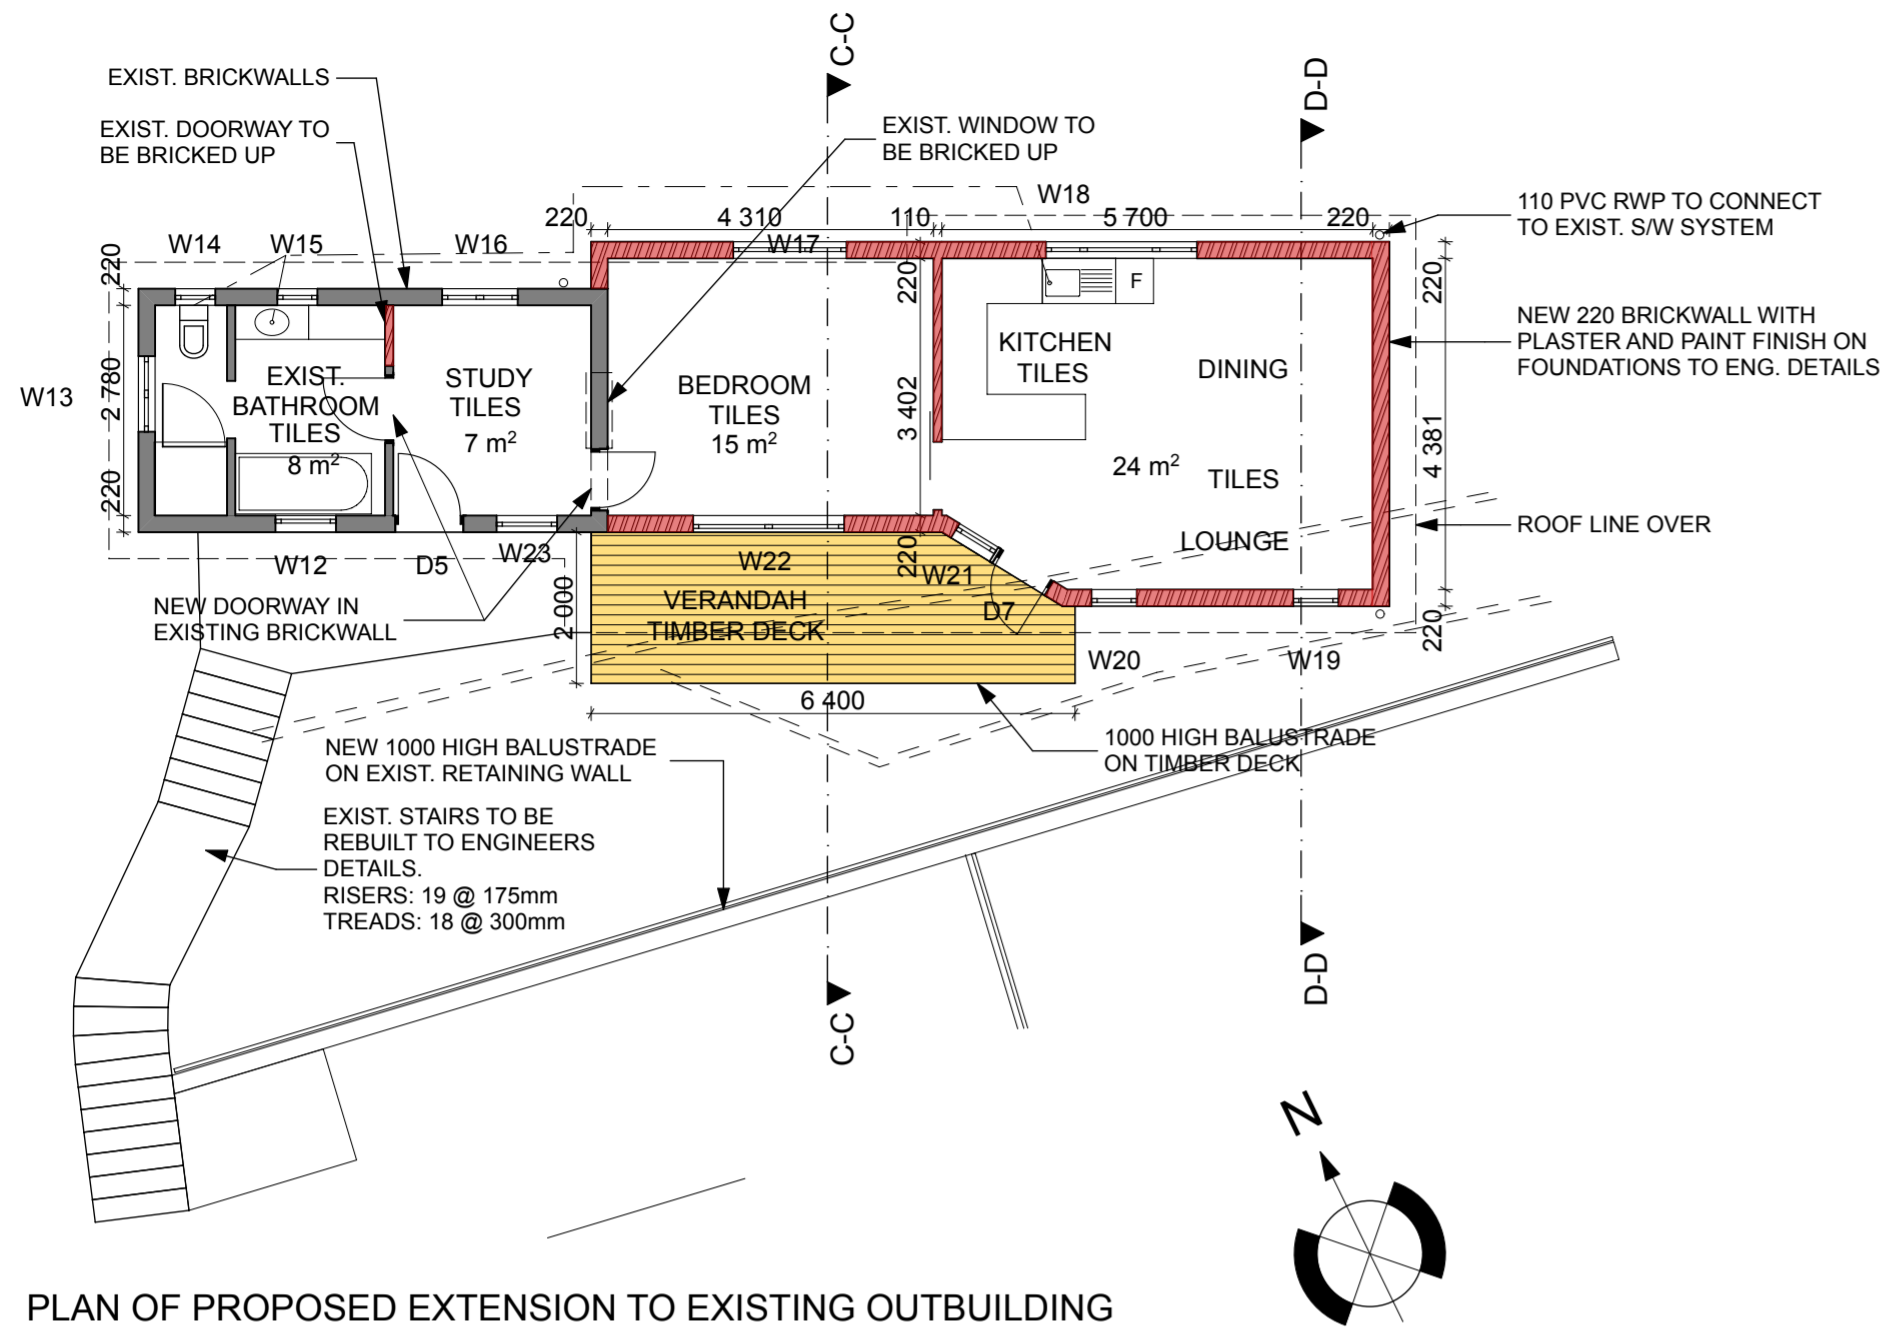 C-C
D-D
EXIST. BRICKWALLS
EXIST. DOORWAY TO
BE BRICKED UP
EXIST. WINDOW TO
BE BRICKED UP
W18
110 PVC RWP TO CONNECT
TO EXIST. S/W SYSTEM
220
4 310
110
5 700
220
W14
W15
W16
W17
220
220
220
F
NEW 220 BRICKWALL WITH
PLASTER AND PAINT FINISH ON
FOUNDATIONS TO ENG. DETAILS
KITCHEN
TILES
DINING
W13
2 780
EXIST.
BATHROOM
TILES
8 m²
STUDY
TILES
7 m²
BEDROOM
TILES
15 m²
3 402
4 381
24 m²
TILES
220
ROOF LINE OVER
LOUNGE
W12
D5
W23
W22
220
W21
2 000
VERANDAH
TIMBER DECK
D7
220
NEW DOORWAY IN
EXISTING BRICKWALL
W20
W19
6 400
NEW 1000 HIGH BALUSTRADE
ON EXIST. RETAINING WALL
1000 HIGH BALUSTRADE
ON TIMBER DECK
EXIST. STAIRS TO BE
REBUILT TO ENGINEERS
DETAILS.
RISERS: 19 @ 175mm
TREADS: 18 @ 300mm
D-D
C-C
N
PLAN OF PROPOSED EXTENSION TO EXISTING OUTBUILDING